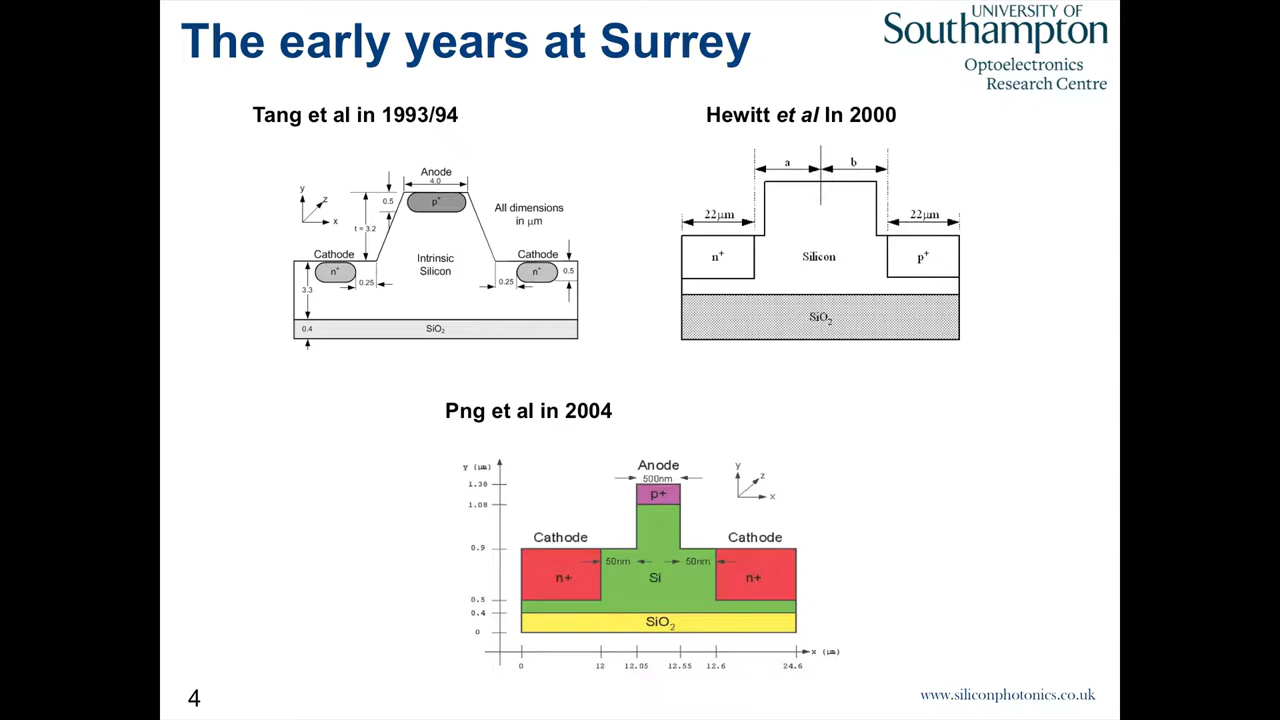 The early years at Surrey
UNIVERSITY OF
Southampton
Optoelectronics
Research Centre
Tang et al in 1993/94
Hewitt et al In 2000
Anode
4.0
y
z
x
0.5
p+
t = 3.2
All dimensions
in μm
Cathode
Intrinsic
Silicon
Cathode
n+
n+
0.5
0.25
0.25
3.3
0.4
SiO2
a
b
22μm
22μm
n+
Silicon
p+
SiO2
Png et al in 2004
y (μm)
Anode
500nm
y
z
x
1.38
p+
1.08
Cathode
Cathode
0.9
50nm
50nm
n+
Si
n+
0.5
0.4
SiO2
0
x (μm)
0
12
12.05
12.55
12.6
24.6
4
www.siliconphotonics.co.uk